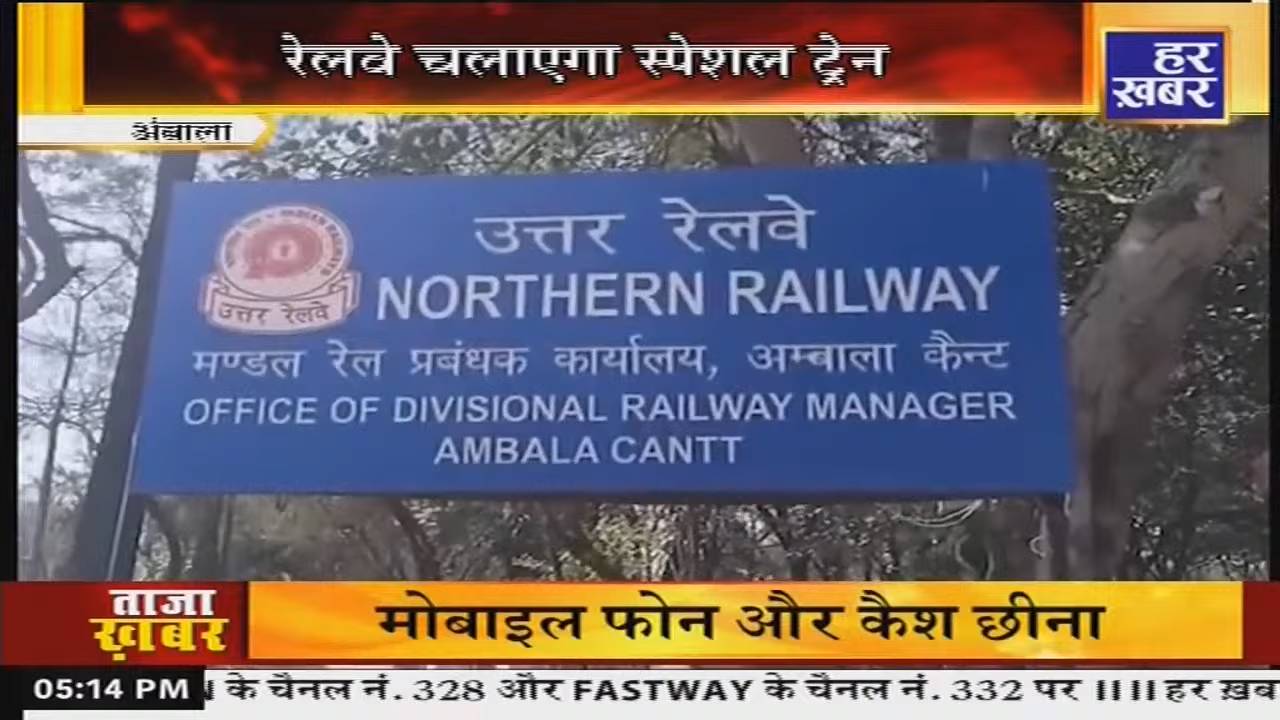 रेलवे चलाएगा स्पेशल ट्रेन
हर
ख़बर
अंबाला
उत्तर रेलवे
उत्तर रेलवे
NORTHERN RAILWAY
मण्डल रेल प्रबंधक कार्यालय, अम्बाला कैन्ट
OFFICE OF DIVISIONAL RAILWAY MANAGER
AMBALA CANTT
ताजा
ख़बर
मोबाइल फोन और कैश छीना
05:14 PM
के चैनल नं. 328 और FASTWAY के चैनल नं. 332 पर ।।।। हर ख़ब